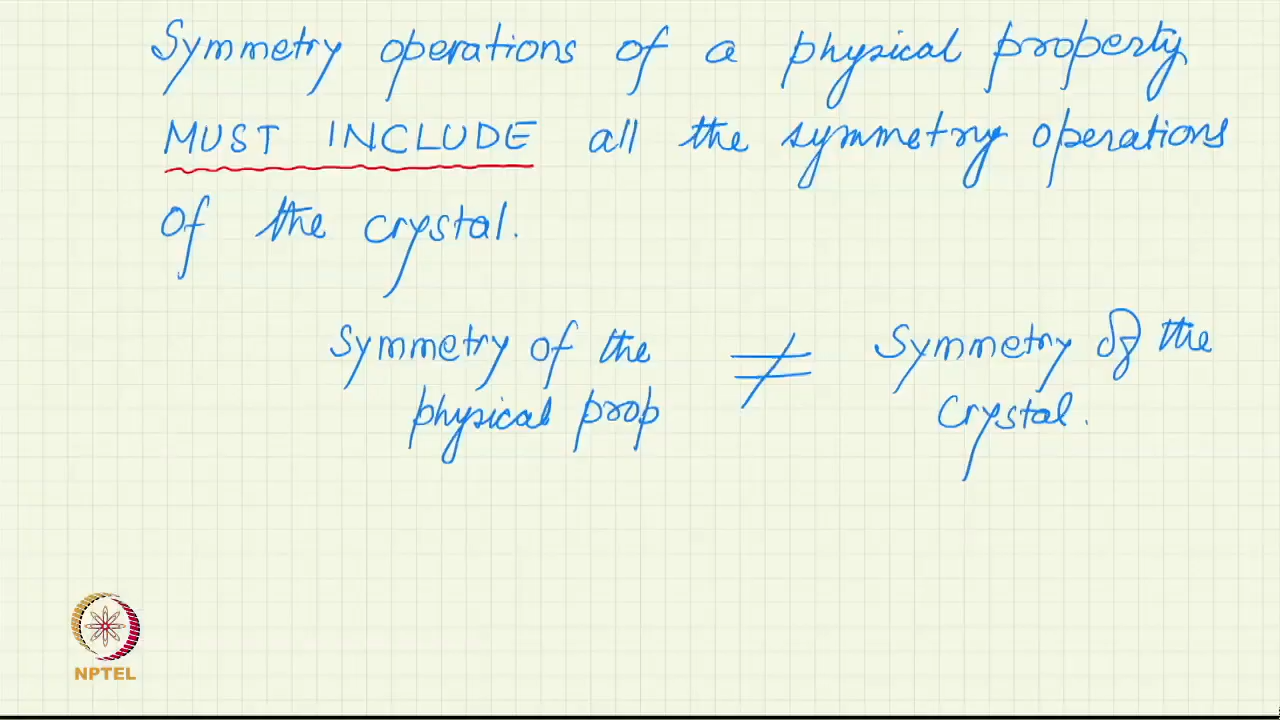 Symmetry operations of a physical property
MUST INCLUDE all the symmetry operations
of the crystal.
Symmetry of the ≠ Symmetry of the
physical prop crystal.
NPTEL